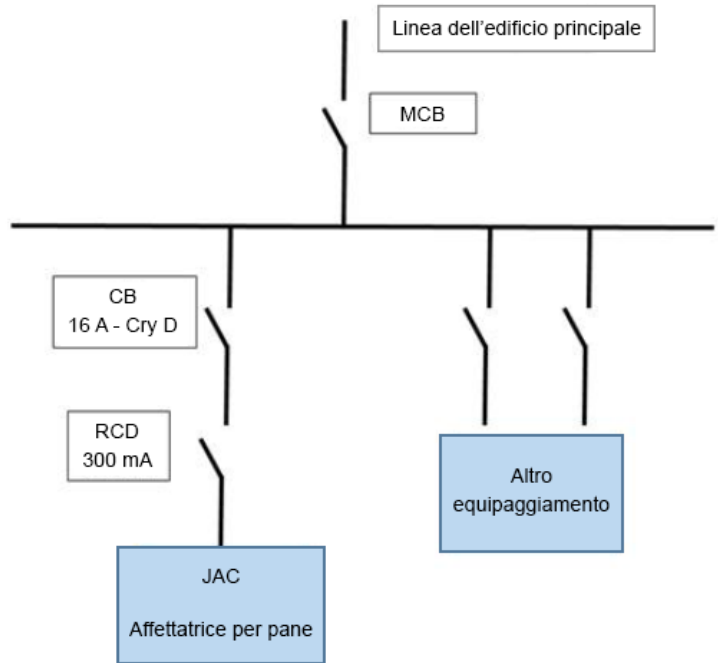 Linea dell'edificio principale
MCB
CB
16 A - Cry D
RCD
300 mA
Altro
equipaggiamento
JAC
Affettatrice per pane